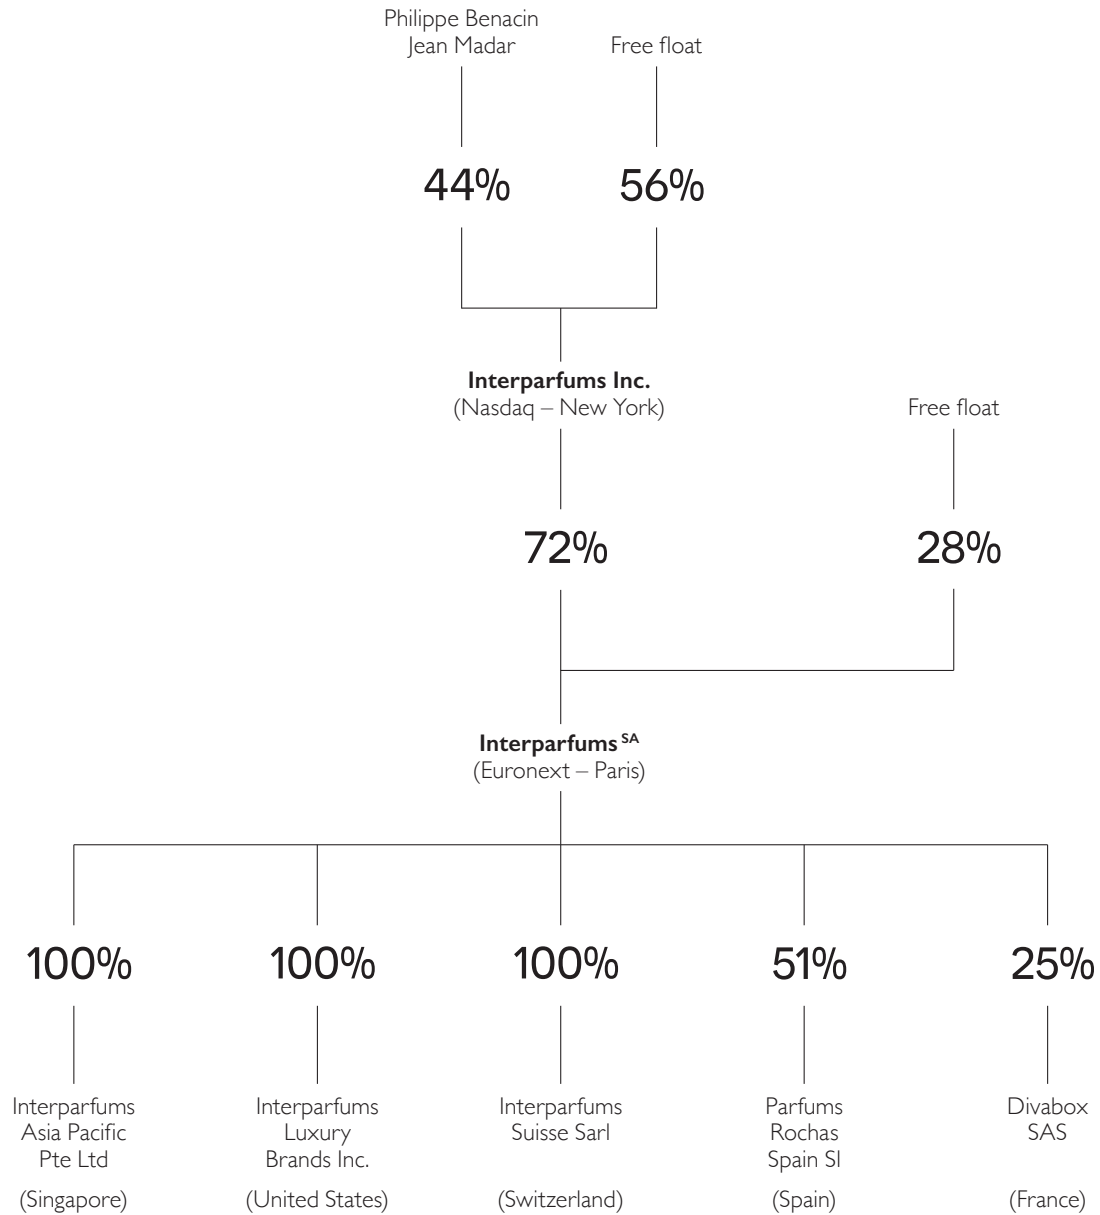 Philippe Benacin
Jean Madar
Free float
44%
56%
Interparfums Inc.
(Nasdaq – New York)
Free float
72%
28%
Interparfums SA
(Euronext – Paris)
100%
100%
100%
51%
25%
Interparfums
Asia Pacific
Pte Ltd
(Singapore)
Interparfums
Luxury
Brands Inc.
(United States)
Interparfums
Suisse Sarl
(Switzerland)
Parfums
Rochas
Spain Sl
(Spain)
Divabox
SAS
(France)